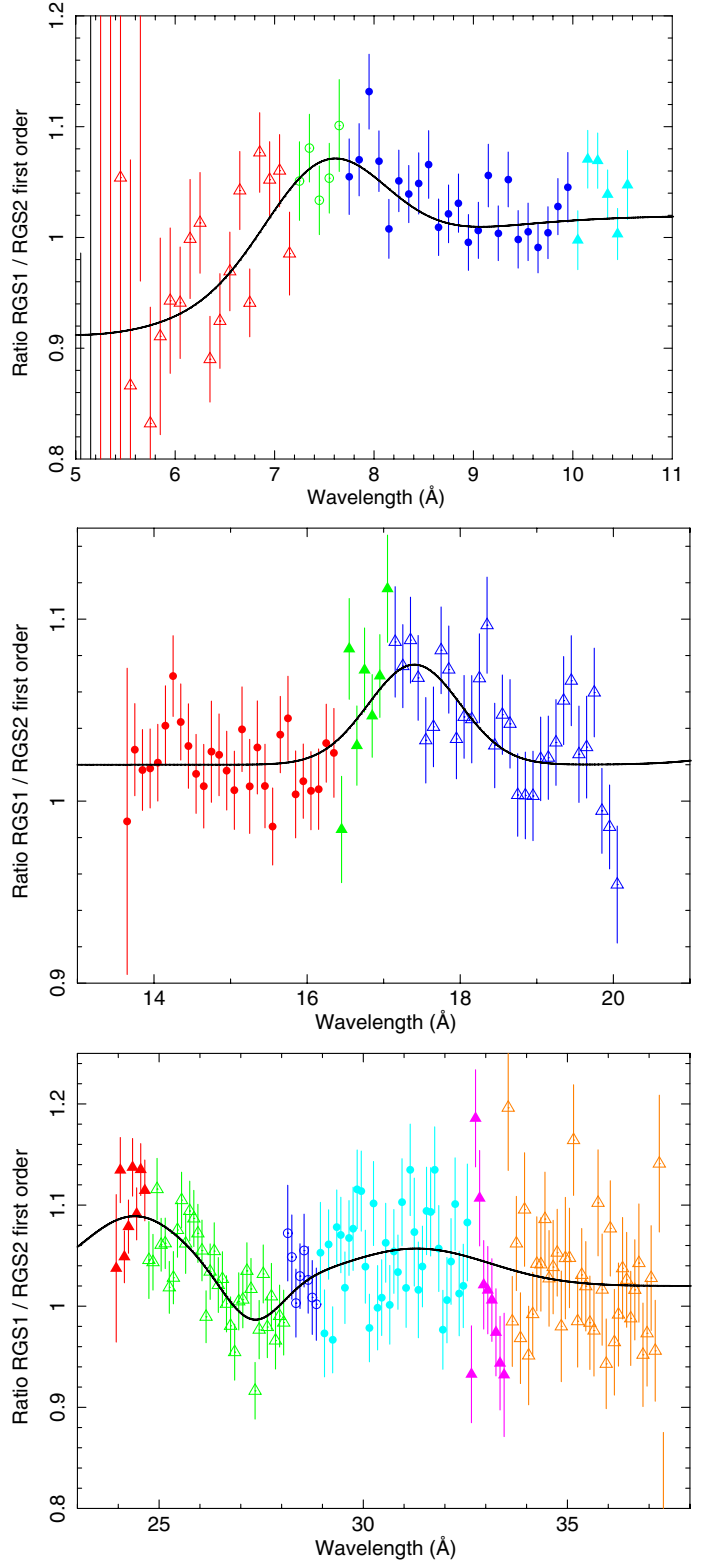 Ratio RGS1 / RGS2 first order
0.8 0.9 1 1.1 1.2
5 6 7 8 9 10 11
Wavelength (Å)
Ratio RGS1 / RGS2 first order
0.9 1 1.1
14 16 18 20
Wavelength (Å)
Ratio RGS1 / RGS2 first order
0.8 0.9 1 1.1 1.2
25 30 35
Wavelength (Å)